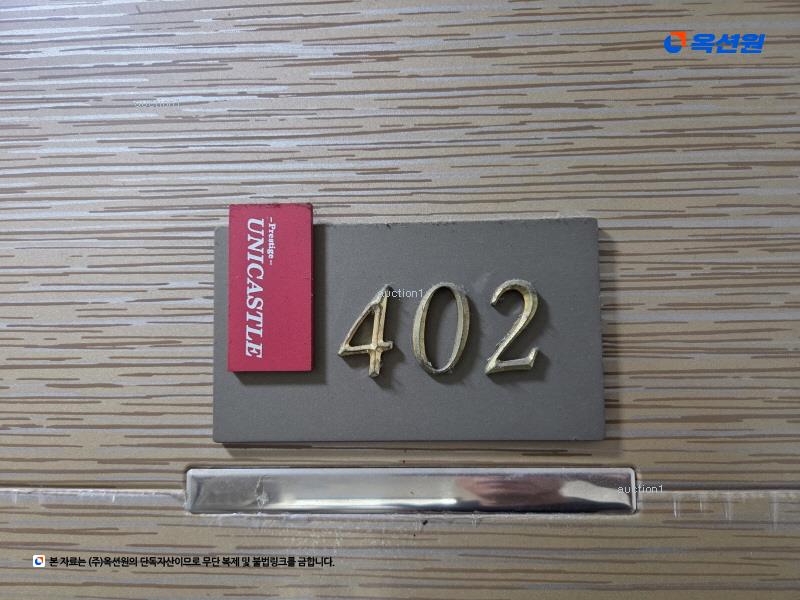 옥션원
auction1
- Prestige -
UNICASTLE
auction1
402
auction1
본 자료는 (주)옥션원의 단독자산이므로 무단 복제 및 불법링크를 금합니다.